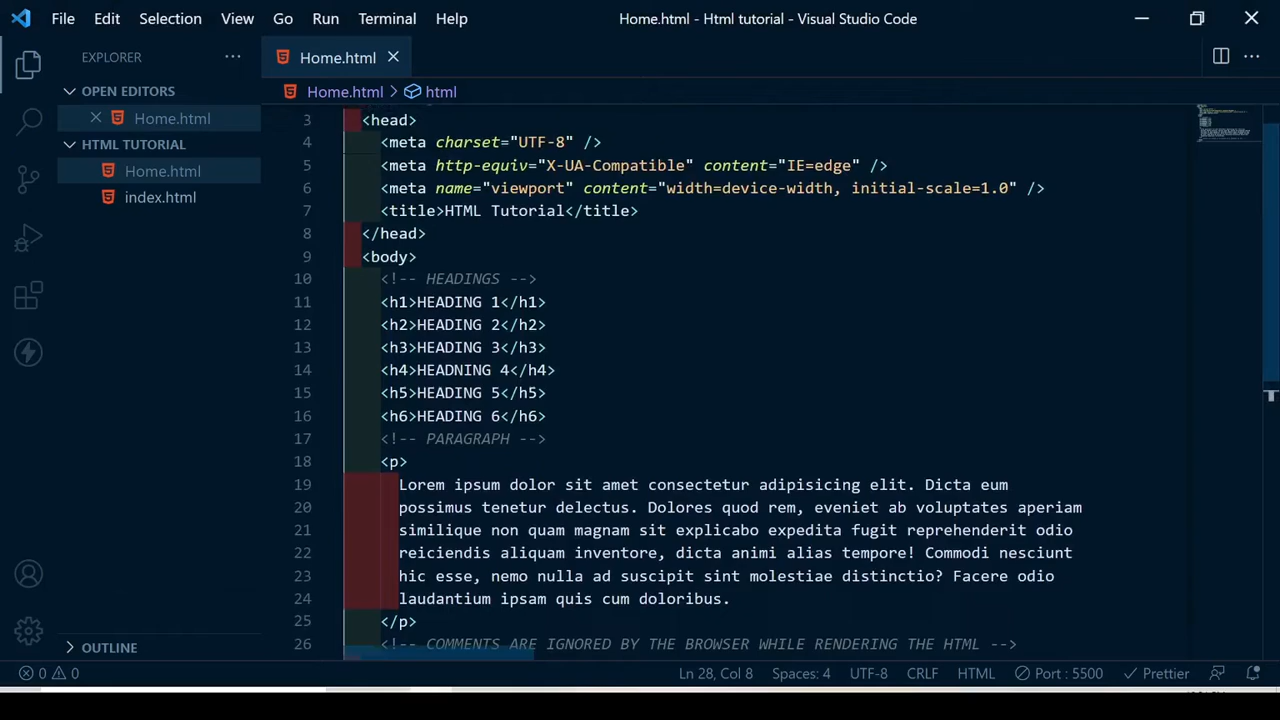 File Edit Selection View Go Run Terminal Help Home.html - Html tutorial - Visual Studio Code
EXPLORER
Home.html
OPEN EDITORS
Home.html
HTML TUTORIAL
Home.html
index.html
OUTLINE
Home.html > html
3 <head>
4 <meta charset="UTF-8" />
5 <meta http-equiv="X-UA-Compatible" content="IE=edge" />
6 <meta name="viewport" content="width=device-width, initial-scale=1.0" />
7 <title>HTML Tutorial</title>
8 </head>
9 <body>
10 <!-- HEADINGS -->
11 <h1>HEADING 1</h1>
12 <h2>HEADING 2</h2>
13 <h3>HEADING 3</h3>
14 <h4>HEADNING 4</h4>
15 <h5>HEADING 5</h5>
16 <h6>HEADING 6</h6>
17 <!-- PARAGRAPH -->
18 <p>
19 Lorem ipsum dolor sit amet consectetur adipisicing elit. Dicta eum
20 possimus tenetur delectus. Dolores quod rem, eveniet ab voluptates aperiam
21 similique non quam magnam sit explicabo expedita fugit reprehenderit odio
22 reiciendis aliquam inventore, dicta animi alias tempore! Commodi nesciunt
23 hic esse, nemo nulla ad suscipit sint molestiae distinctio? Facere odio
24 laudantium ipsam quis cum doloribus.
25 </p>
26 <!-- COMMENTS ARE IGNORED BY THE BROWSER WHILE RENDERING THE HTML -->
0 0 Ln 28, Col 8 Spaces: 4 UTF-8 CRLF HTML Port : 5500 Prettier